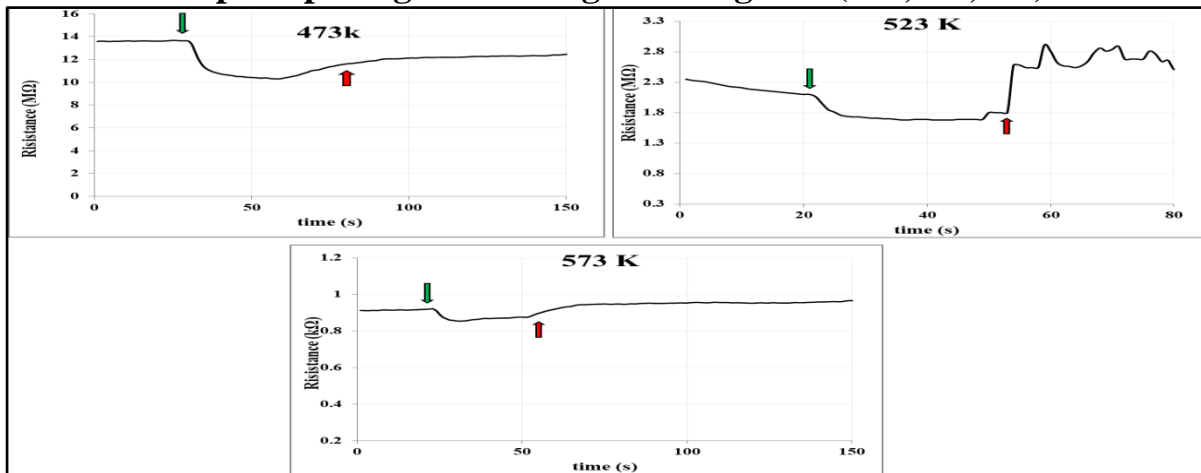 473k
Risistance (MΩ)
16
14
12
10
8
6
4
2
0
0 50 100 150
time (s)
523 K
Risistance (MΩ)
3.3
2.8
2.3
1.8
1.3
0.8
0.3
0 20 40 60 80
time (s)
573 K
Risistance (kΩ)
1.2
1
0.8
0.6
0.4
0.2
0 50 100 150
time (s)